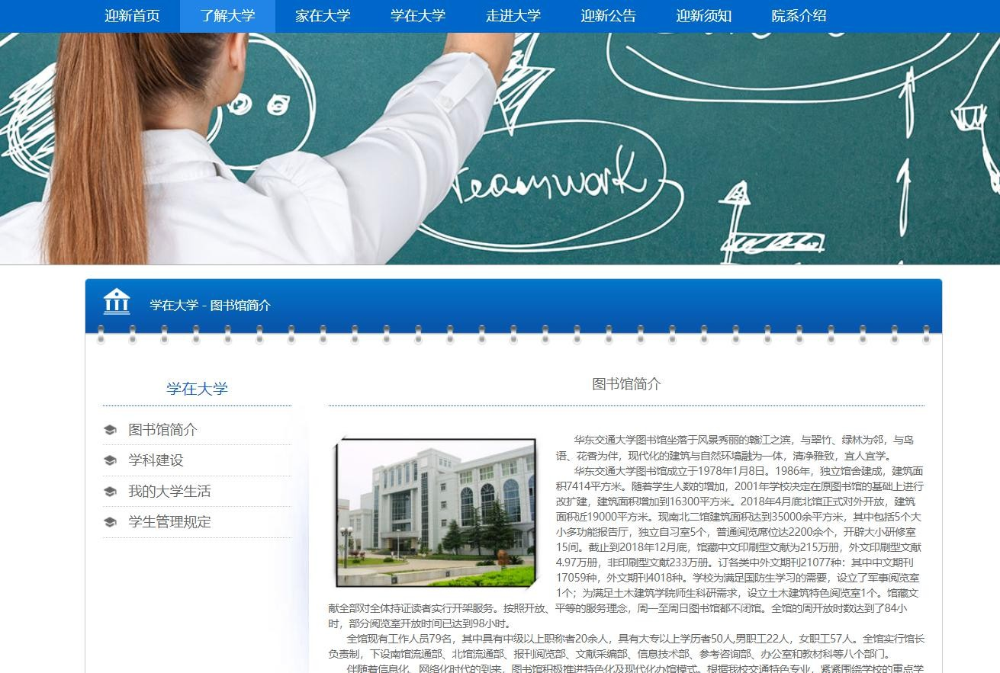 迎新首页 了解大学 家在大学 学在大学 走进大学 迎新公告 迎新须知 院系介绍
Teamwork
学在大学 - 图书馆简介
学在大学
图书馆简介
学科建设
我的大学生活
学生管理规定
图书馆简介
华东交通大学图书馆坐落于风景秀丽的赣江之滨，与翠竹、绿林为邻，与鸟
语、花香为伴，现代化的建筑与自然环境融为一体，清净雅致，宜人宜学。
华东交通大学图书馆成立于1978年1月8日。1986年，独立馆舍建成，建筑面
积7414平方米。随着学生人数的增加，2001年学校决定在原图书馆的基础上进行
改扩建，建筑面积增加到16300平方米。2018年4月底北馆正式对外开放，建筑
面积近19000平方米。现南北二馆建筑面积达到35000余平方米，其中包括5个大
小多功能报告厅，独立自习室5个，普通阅览席位达2200余个，开辟大小研修室
15间。截止到2018年12月底，馆藏中文印刷型文献为215万册，外文印刷型文献
4.97万册，非印刷型文献233万册。订各类中外文期刊21077种：其中中文期刊
17059种，外文期刊4018种。学校为满足国防生学习的需要，设立了军事阅览室
1个；为满足土木建筑学院师生科研需求，设立土木建筑特色阅览室1个。馆藏文
献全部对全体持证读者实行开架服务。按照开放、平等的服务理念，周一至周日图书馆都不闭馆。全馆的周开放时数达到了84小
时，部分阅览室开放时间已达到98小时。
全馆现有工作人员79名，其中具有中级以上职称者20余人，具有大专以上学历者50人,男职工22人，女职工57人。全馆实行馆长
负责制，下设南馆流通部、北馆流通部、报刊阅览部、文献采编部、信息技术部、参考咨询部、办公室和教材科等八个部门。
伴随着信息化、网络化时代的到来，图书馆积极推进特色化及现代化办馆模式。根据我校交通特色专业，紧紧围绕学校的重点学